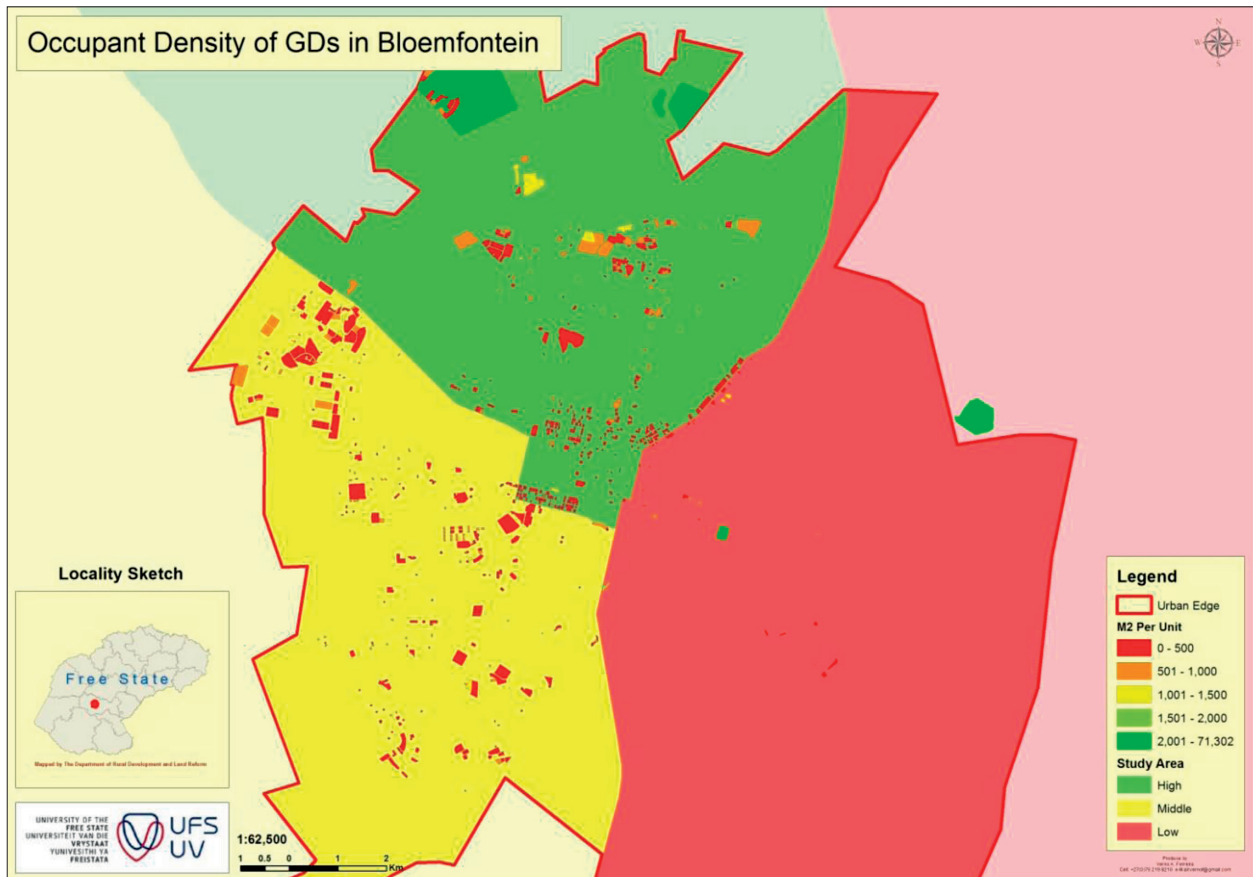 Occupant Density of GDs in Bloemfontein
N
W E
S
Locality Sketch
Free State
Mapped by The Department of Rural Development and Land Reform
UNIVERSITY OF THE
FREE STATE
UNIVERSITEIT VAN DIE
VRYSTAAT
YUNIVESITHI YA
FREISTATA
UFS
UV
1:62,500
1 0.5 0 1 2
Km
Legend
Urban Edge
M2 Per Unit
0 - 500
501 - 1,000
1,001 - 1,500
1,501 - 2,000
2,001 - 71,302
Study Area
High
Middle
Low